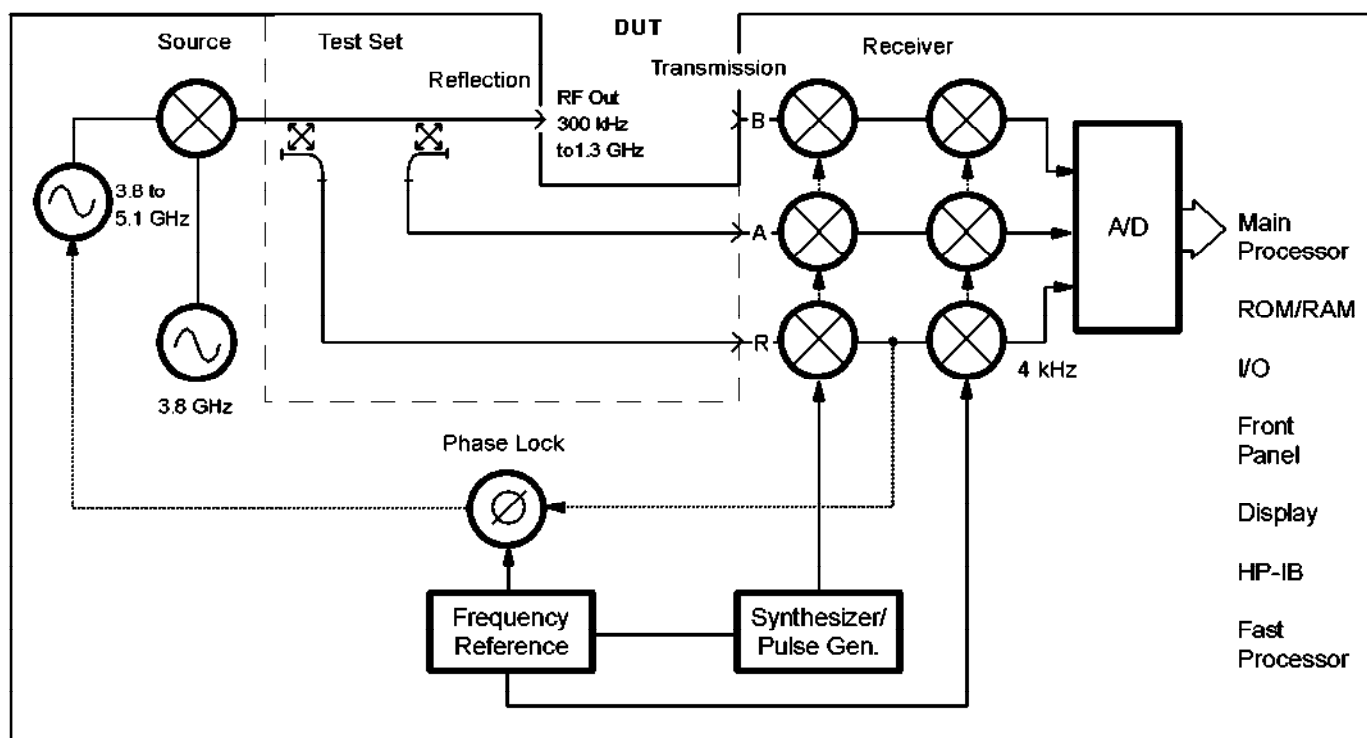 DUT
Source
Test Set
Receiver
Reflection
Transmission
RF Out
300 kHz
to1.3 GHz
B
3.8 to
5.1 GHz
A
A/D
Main
Processor
R
ROM/RAM
4 kHz
I/O
3.8 GHz
Phase Lock
Front
Panel
Display
HP-IB
Frequency
Reference
Synthesizer/
Pulse Gen.
Fast
Processor